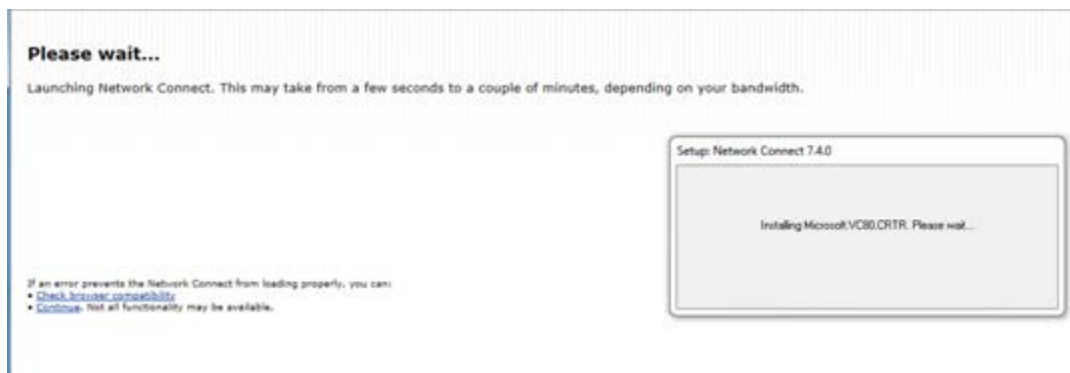 Please wait...
Launching Network Connect. This may take from a few seconds to a couple of minutes, depending on your bandwidth.
Setup: Network Connect 7.4.0
Installing Microsoft.VC80.CRTR. Please wait...
If an error prevents the Network Connect from loading properly, you can:
• Check browser compatibility
• Continue. Not all functionality may be available.